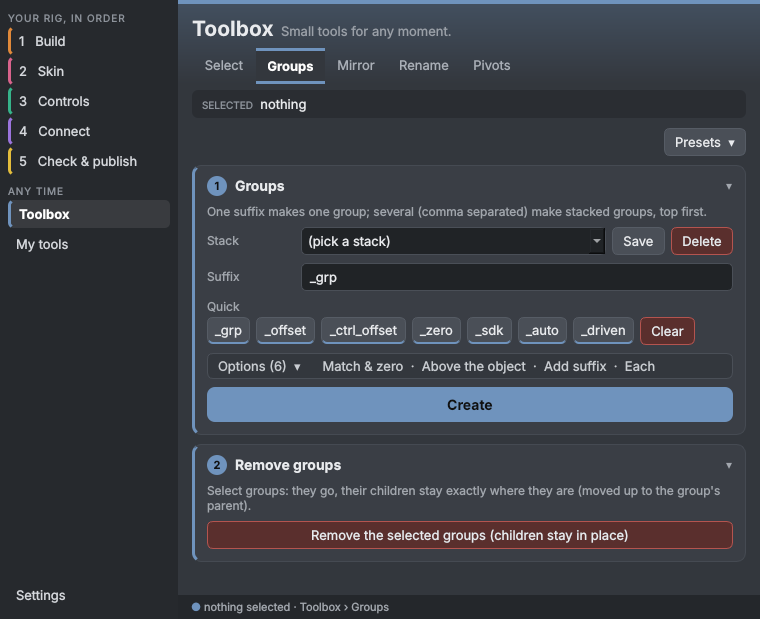 YOUR RIG, IN ORDER
1 Build
2 Skin
3 Controls
4 Connect
5 Check & publish
ANY TIME
Toolbox
My tools
Settings
Toolbox Small tools for any moment.
Select Groups Mirror Rename Pivots
SELECTED nothing
Presets ▾
1 Groups ▾
One suffix makes one group; several (comma separated) make stacked groups, top first.
Stack (pick a stack) Save Delete
Suffix _grp
Quick
_grp _offset _ctrl_offset _zero _sdk _auto _driven Clear
Options (6) ▾ Match & zero · Above the object · Add suffix · Each
Create
2 Remove groups ▾
Select groups: they go, their children stay exactly where they are (moved up to the group's
parent).
Remove the selected groups (children stay in place)
nothing selected · Toolbox › Groups